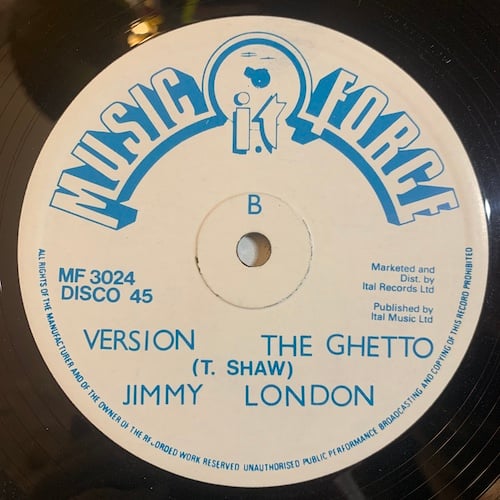 MUSIC FORCE
B
MF 3024
DISCO 45
Marketed and
Dist. by
Ital Records Ltd
Published by
Ital Music Ltd
VERSION THE GHETTO
(T. SHAW)
JIMMY LONDON
ALL RIGHTS OF THE MANUFACTURER AND OF THE OWNER OF THE RECORDED WORK RESERVED UNAUTHORISED PUBLIC PERFORMANCE BROADCASTING AND COPYING OF THIS RECORD PROHIBITED